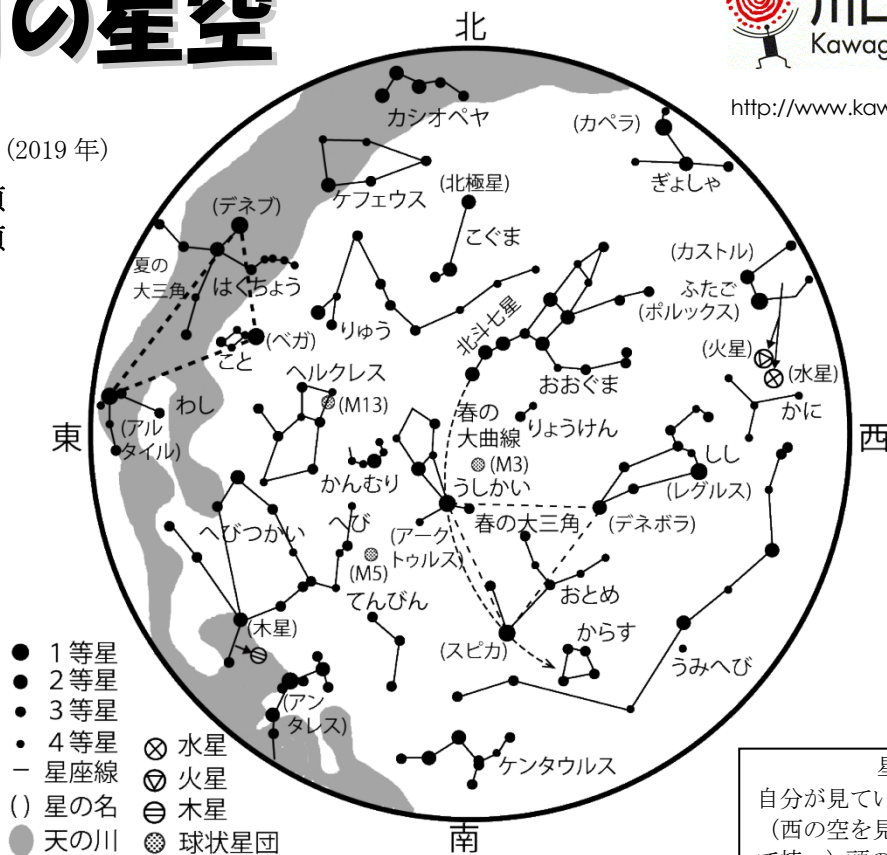 の星空
Kawag
http://www.kaw
(2019 年)
北
東
西
南
カシオペヤ
(カペラ)
ぎょしゃ
ケフェウス
(北極星)
こぐま
(デネブ)
夏の
大三角
はくちょう
りゅう
(ベガ)
こと
北斗七星
おおぐま
(カストル)
ふたご
(ポルックス)
(火星)
(水星)
かに
ヘルクレス
(M13)
わし
(アル
タイル)
春の
大曲線
りょうけん
(M3)
うしかい
かんむり
しし
(レグルス)
へびつかい
へび
(アーク
トゥルス)
春の大三角
(デネボラ)
(M5)
てんびん
おとめ
(木星)
(スピカ)
からす
うみへび
(アン
タレス)
ケンタウルス
1等星
2等星
3等星
4等星
星座線
() 星の名
天の川
水星
火星
木星
球状星団
自分が見てい
(西の空を見